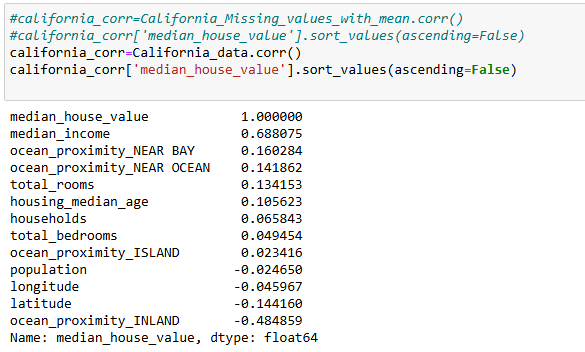 #california_corr=California_Missing_values_with_mean.corr()
#california_corr['median_house_value'].sort_values(ascending=False)
california_corr=California_data.corr()
california_corr['median_house_value'].sort_values(ascending=False)
median_house_value 1.000000
median_income 0.688075
ocean_proximity_NEAR BAY 0.160284
ocean_proximity_NEAR OCEAN 0.141862
total_rooms 0.134153
housing_median_age 0.105623
households 0.065843
total_bedrooms 0.049454
ocean_proximity_ISLAND 0.023416
population -0.024650
longitude -0.045967
latitude -0.144160
ocean_proximity_INLAND -0.484859
Name: median_house_value, dtype: float64